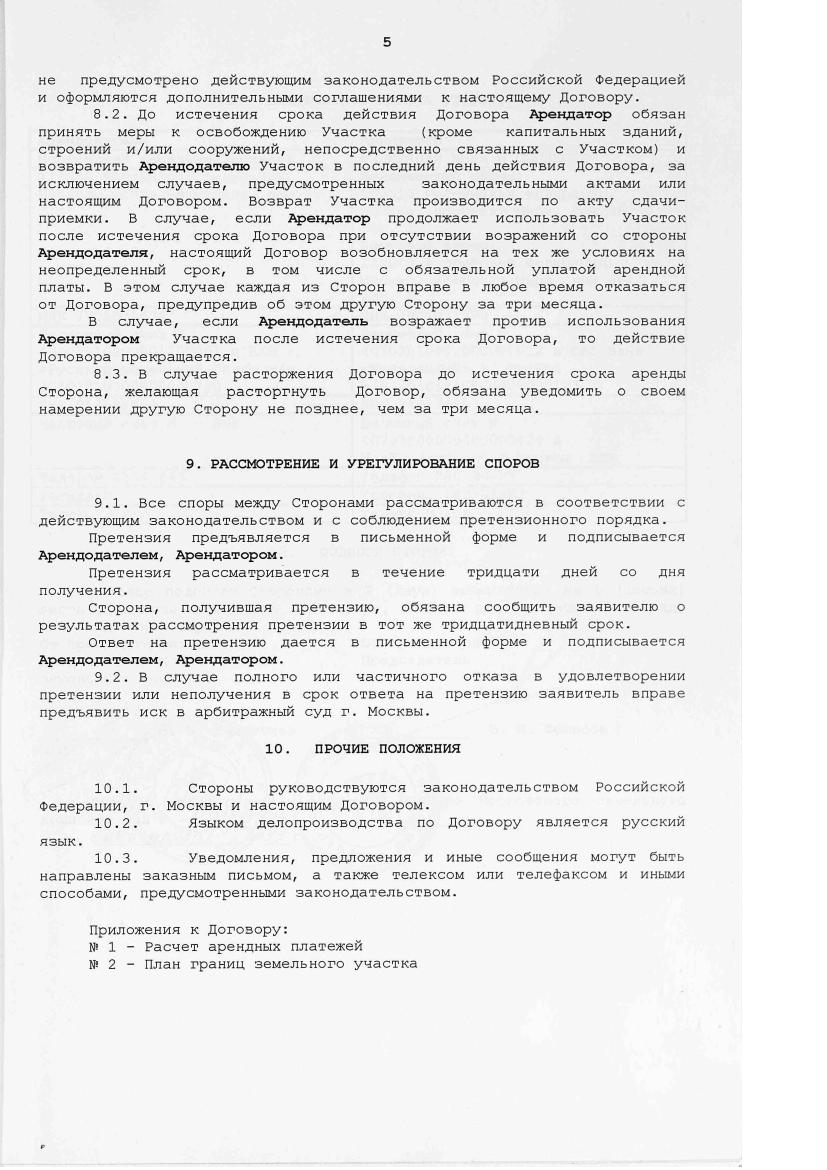 5
не предусмотрено действующим законодательством Российской Федерацией
и оформляются дополнительными соглашениями к настоящему Договору.
8.2. До истечения срока действия Договора Арендатор обязан
принять меры к освобождению Участка (кроме капитальных зданий,
строений и/или сооружений, непосредственно связанных с Участком) и
возвратить Арендодателю Участок в последний день действия Договора, за
исключением случаев, предусмотренных законодательными актами или
настоящим Договором. Возврат Участка производится по акту сдачи-
приемки. В случае, если Арендатор продолжает использовать Участок
после истечения срока Договора при отсутствии возражений со стороны
Арендодателя, настоящий Договор возобновляется на тех же условиях на
неопределенный срок, в том числе с обязательной уплатой арендной
платы. В этом случае каждая из Сторон вправе в любое время отказаться
от Договора, предупредив об этом другую Сторону за три месяца.
В случае, если Арендодатель возражает против использования
Арендатором Участка после истечения срока Договора, то действие
Договора прекращается.
8.3. В случае расторжения Договора до истечения срока аренды
Сторона, желающая расторгнуть Договор, обязана уведомить о своем
намерении другую Сторону не позднее, чем за три месяца.
9. РАССМОТРЕНИЕ И УРЕГУЛИРОВАНИЕ СПОРОВ
9.1. Все споры между Сторонами рассматриваются в соответствии с
действующим законодательством и с соблюдением претензионного порядка.
Претензия предъявляется в письменной форме и подписывается
Арендодателем, Арендатором.
Претензия рассматривается в течение тридцати дней со дня
получения.
Сторона, получившая претензию, обязана сообщить заявителю о
результатах рассмотрения претензии в тот же тридцатидневный срок.
Ответ на претензию дается в письменной форме и подписывается
Арендодателем, Арендатором.
9.2. В случае полного или частичного отказа в удовлетворении
претензии или неполучения в срок ответа на претензию заявитель вправе
предъявить иск в арбитражный суд г. Москвы.
10. ПРОЧИЕ ПОЛОЖЕНИЯ
10.1. Стороны руководствуются законодательством Российской
Федерации, г. Москвы и настоящим Договором.
10.2. Языком делопроизводства по Договору является русский
язык.
10.3. Уведомления, предложения и иные сообщения могут быть
направлены заказным письмом, а также телексом или телефаксом и иными
способами, предусмотренными законодательством.
Приложения к Договору:
№ 1 - Расчет арендных платежей
№ 2 - План границ земельного участка